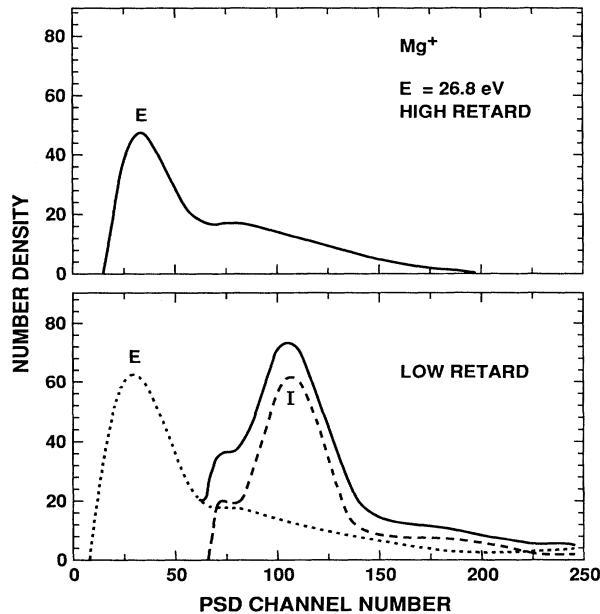 80
60
40
20
0
Mg+
E = 26.8 eV
HIGH RETARD
E
NUMBER DENSITY
80
60
40
20
0
E
I
LOW RETARD
0 50 100 150 200 250
PSD CHANNEL NUMBER